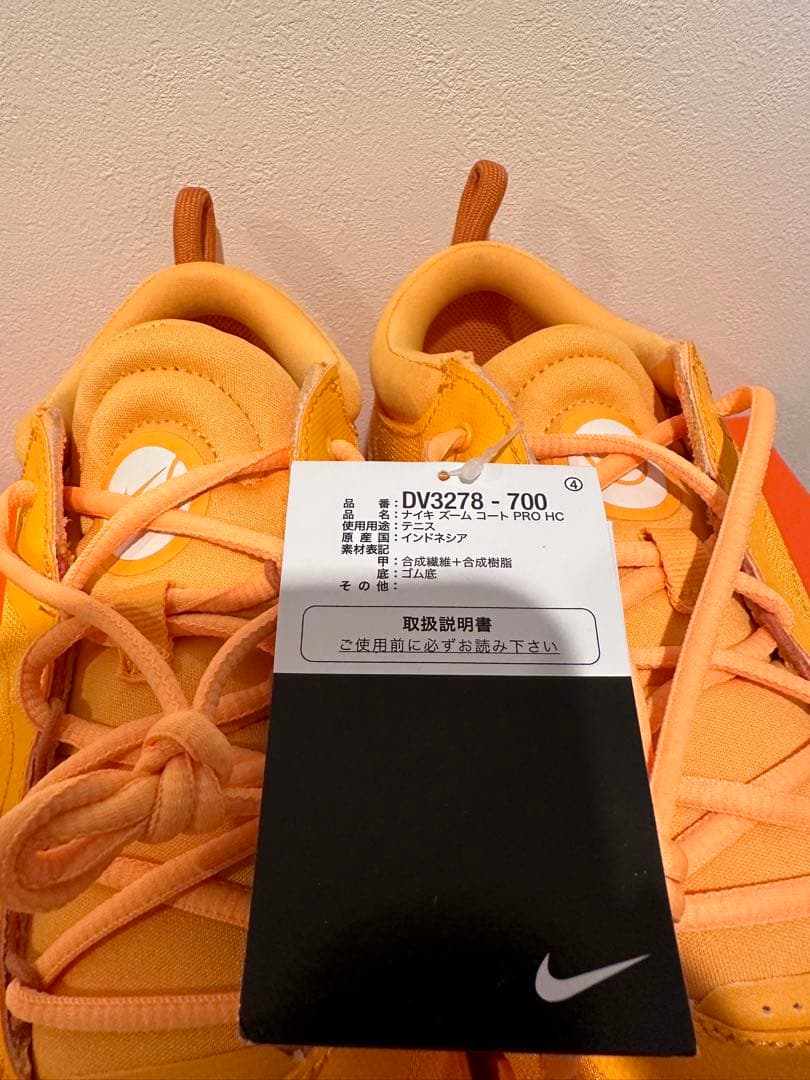 ④
品番:DV3278 - 700
品名:ナイキ ズーム コート PRO HC
使用用途:テニス
原産国:インドネシア
素材表記
甲:合成繊維+合成樹脂
底:ゴム底
その他:
取扱説明書
ご使用前に必ずお読み下さい